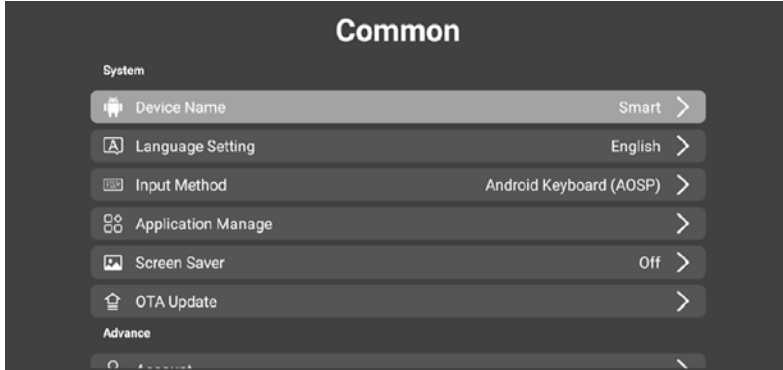 Common
System
Device Name Smart
Language Setting English
Input Method Android Keyboard (AOSP)
Application Manage
Screen Saver Off
OTA Update
Advance
Account